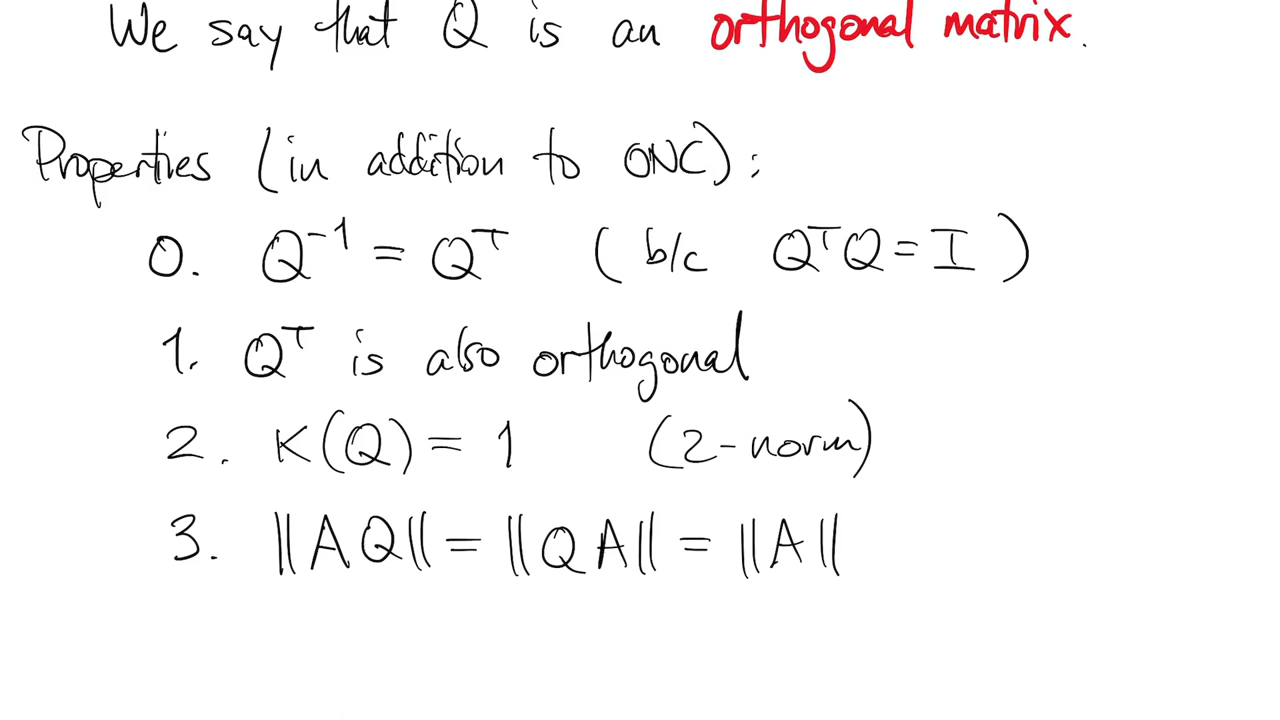 We say that Q is an orthogonal matrix.
Properties (in addition to ONC):
0. Q⁻¹ = Qᵀ (b/c QᵀQ = I)
1. Qᵀ is also orthogonal
2. κ(Q) = 1 (2-norm)
3. ||AQ|| = ||QA|| = ||A||